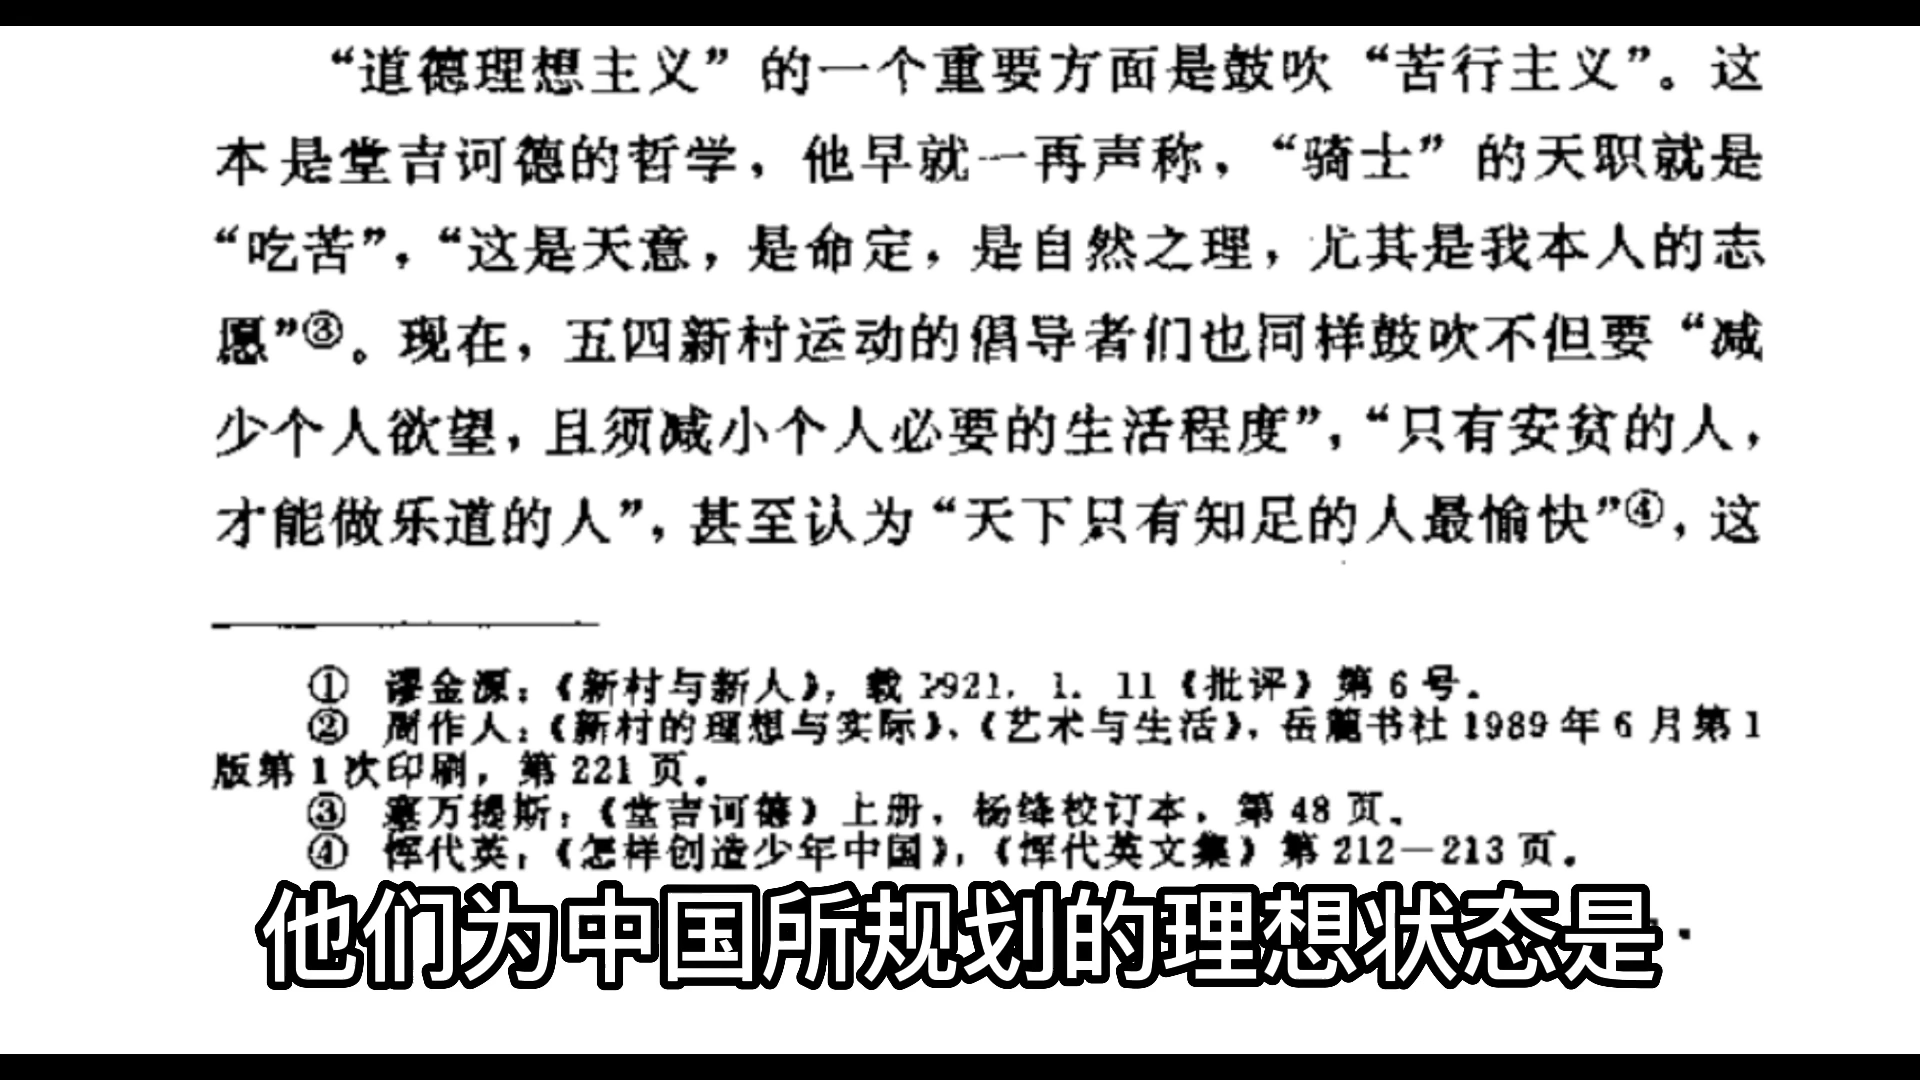 “道德理想主义”的一个重要方面是鼓吹“苦行主义”。这
本是堂吉诃德的哲学，他早就一再声称，“骑士”的天职就是
“吃苦”，“这是天意，是命定，是自然之理，尤其是我本人的志
愿”③。现在，五四新村运动的倡导者们也同样鼓吹不但要“减
少个人欲望，且须减小个人必要的生活程度”，“只有安贫的人，
才能做乐道的人”，甚至认为“天下只有知足的人最愉快”④，这
① 谬金源：《新村与新人》，载 1921. 1. 11《批评》第 6 号。
② 周作人：《新村的理想与实际》，《艺术与生活》，岳麓书社 1989 年 6 月第 1
版第 1 次印刷，第 221 页。
③ 塞万提斯：《堂吉诃德》上册，杨绛校订本，第 48 页。
④ 恽代英：《怎样创造少年中国》，《恽代英文集》第 212—213 页。
他们为中国所规划的理想状态是